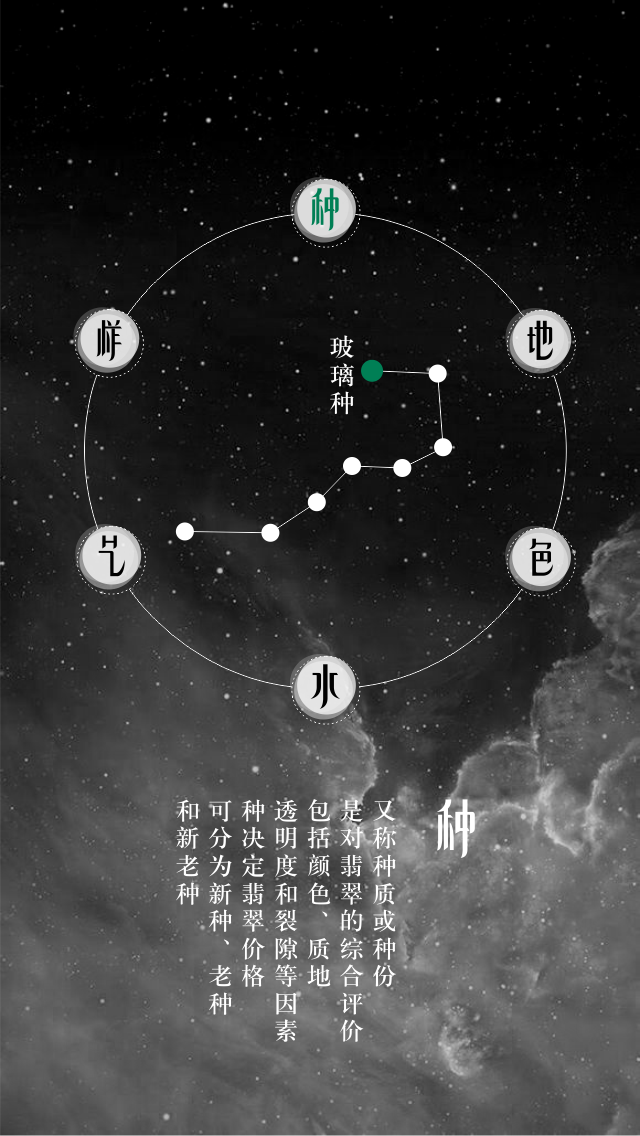 种
样
地
玻璃种
气
色
水
种
又称种质或种份
是对翡翠的综合评价
包括颜色、质地
透明度和裂隙等因素
种决定翡翠价格
可分为新种、老种
和新老种